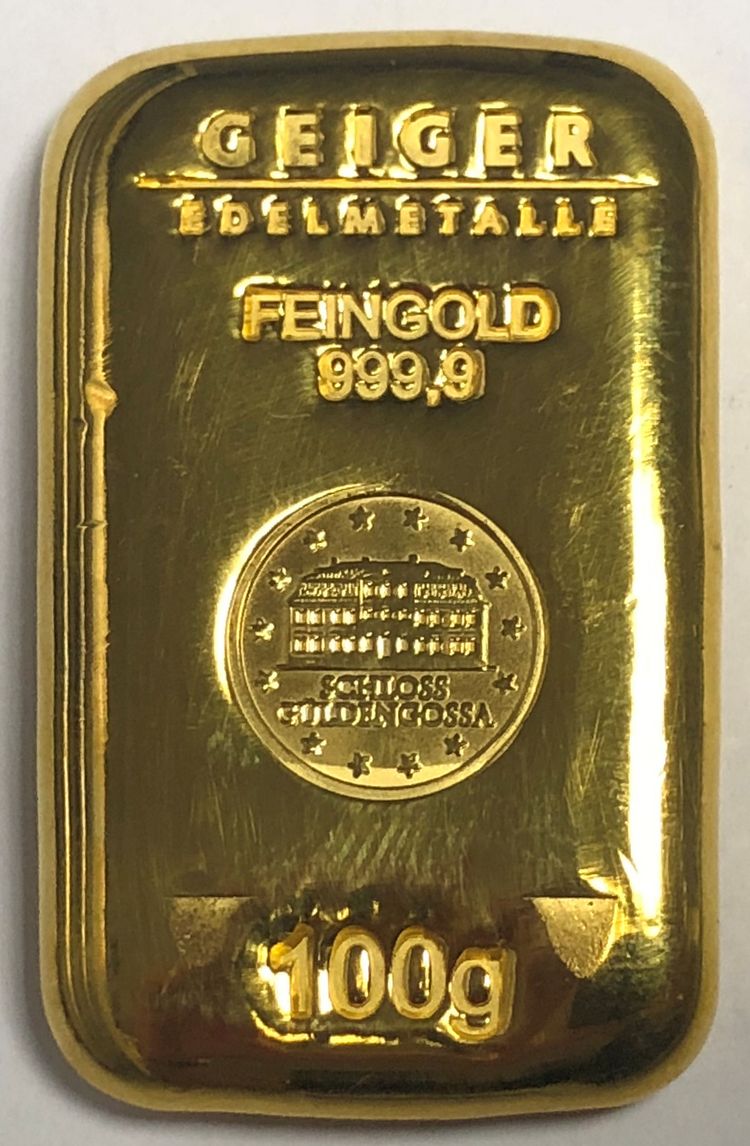 GEIGER
EDELMETALLE
FEINGOLD
999,9
SCHLOSS
GÜLDENGOSSA
100g